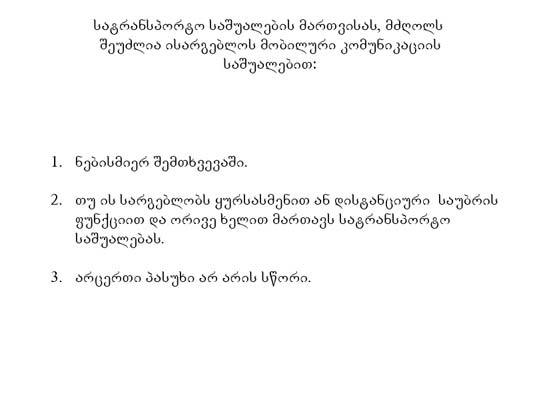 სატრანსპორტო საშუალების მართვისას, მძღოლს
შეუძლია ისარგებლოს მობილური კომუნიკაციის
საშუალებით:
1. ნებისმიერ შემთხვევაში.
2. თუ ის სარგებლობს ყურსასმენით ან დისტანციური საუბრის
ფუნქციით და ორივე ხელით მართავს სატრანსპორტო
საშუალებას.
3. არცერთი პასუხი არ არის სწორი.